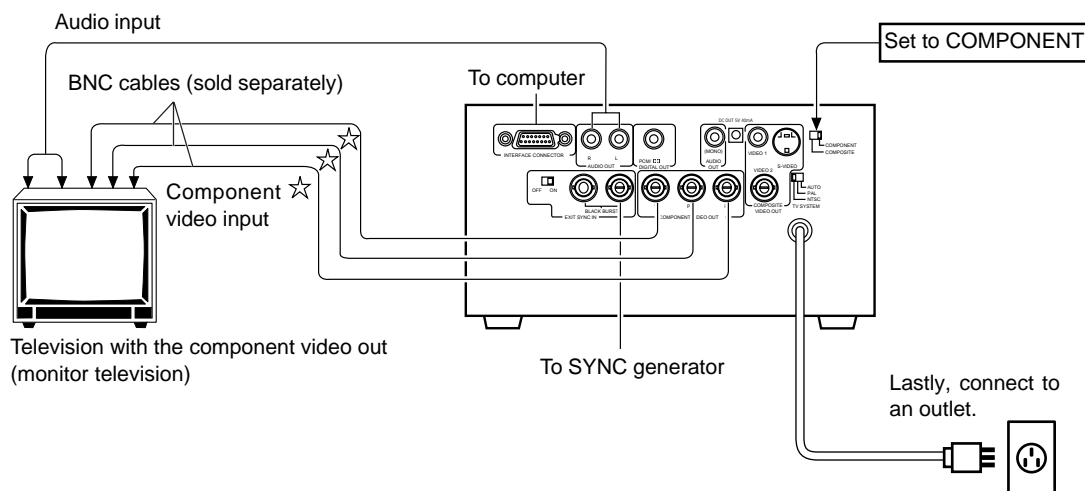 Audio input
Set to COMPONENT
BNC cables (sold separately)
To computer
Component
video input
INTERFACE CONNECTOR
R
L
AUDIO OUT
DIGITAL OUT
(MONO)
AUDIO
OUT
DC OUT 5V 40mA
VIDEO 1
S-VIDEO
COMPONENT
COMPOSITE
OFF ON
BLACK BURST
EXIT SYNC IN
COMPONENT
DEO OUT
VIDEO 2
COMPOSITE
VIDEO OUT
AUTO
PAL
NTSC
TV SYSTEM
Television with the component video out
(monitor television)
To SYNC generator
Lastly, connect to
an outlet.